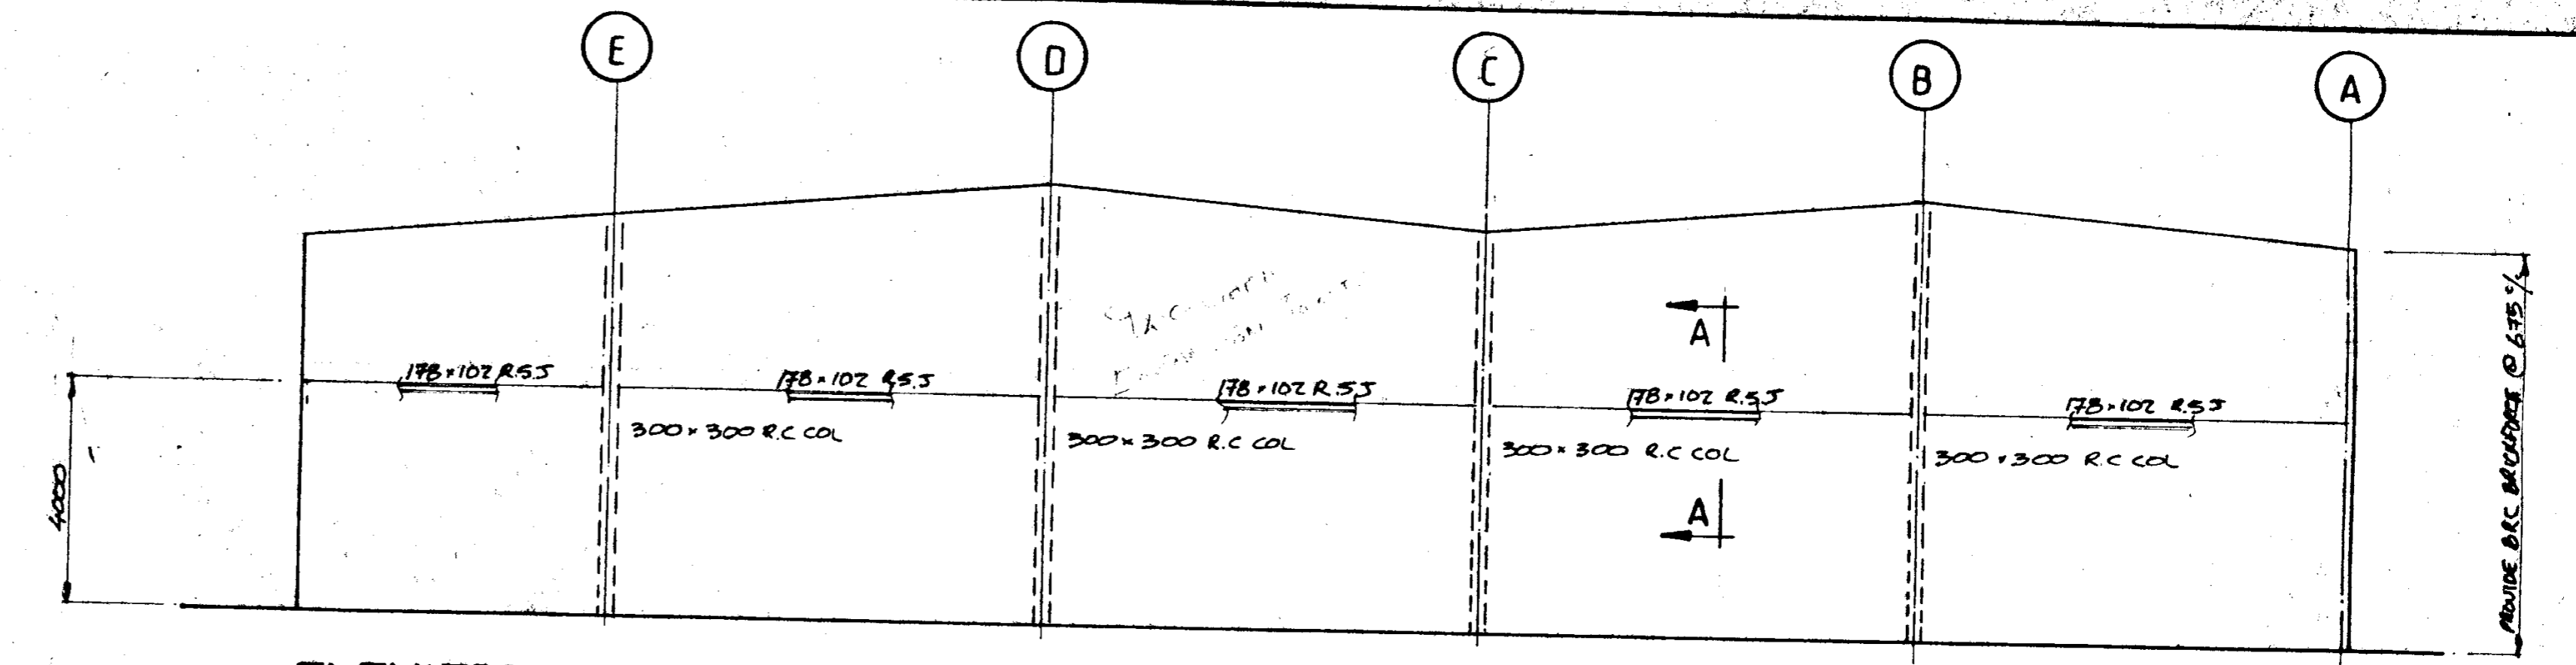 E
D
C
B
A
A
178×102 R.S.J
178×102 R.S.J
178×102 R.S.J
178×102 R.S.J
178×102 R.S.J
300×300 R.C COL
300×300 R.C COL
300×300 R.C COL
300×300 R.C COL
4000
A
PROVIDE BRC BRICKFORCE @ 675 c/c